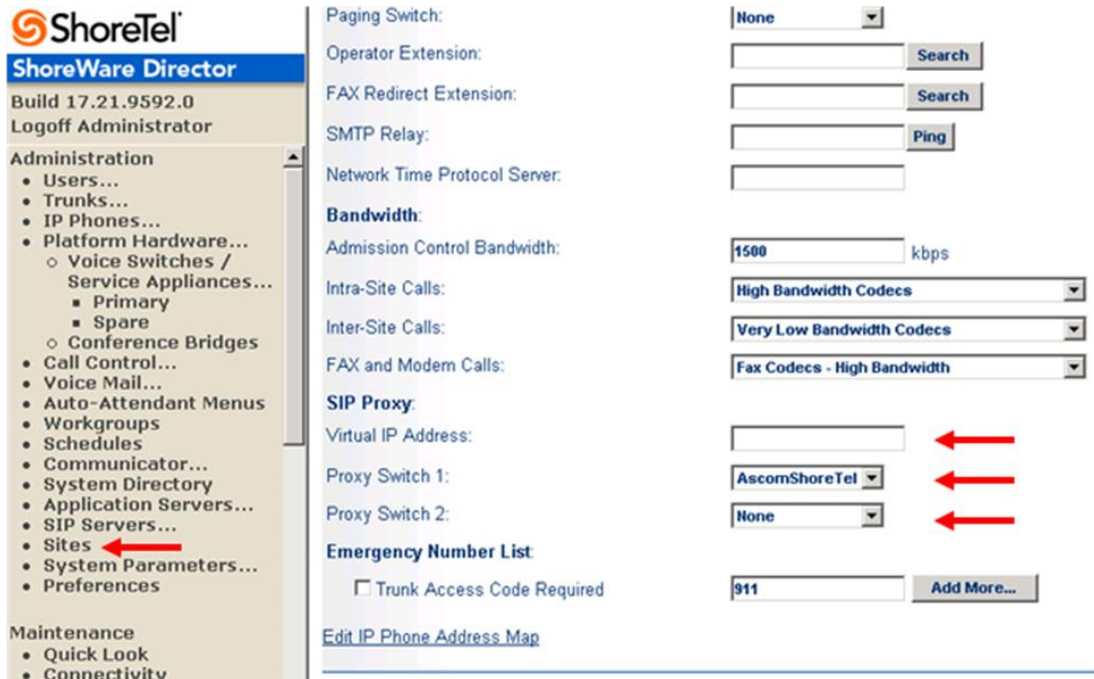 ShoreTel
ShoreWare Director
Build 17.21.9592.0
Logoff Administrator
Administration
Users...
Trunks...
IP Phones...
Platform Hardware...
Voice Switches /
Service Appliances...
Primary
Spare
Conference Bridges
Call Control...
Voice Mail...
Auto-Attendant Menus
Workgroups
Schedules
Communicator...
System Directory
Application Servers...
SIP Servers...
Sites
System Parameters...
Preferences
Maintenance
Quick Look
Connectivity
Paging Switch: None
Operator Extension: Search
FAX Redirect Extension: Search
SMTP Relay: Ping
Network Time Protocol Server:
Bandwidth:
Admission Control Bandwidth: 1500 kbps
Intra-Site Calls: High Bandwidth Codecs
Inter-Site Calls: Very Low Bandwidth Codecs
FAX and Modem Calls: Fax Codecs - High Bandwidth
SIP Proxy:
Virtual IP Address:
Proxy Switch 1: AscomShoreTel
Proxy Switch 2: None
Emergency Number List:
Trunk Access Code Required 911 Add More...
Edit IP Phone Address Map